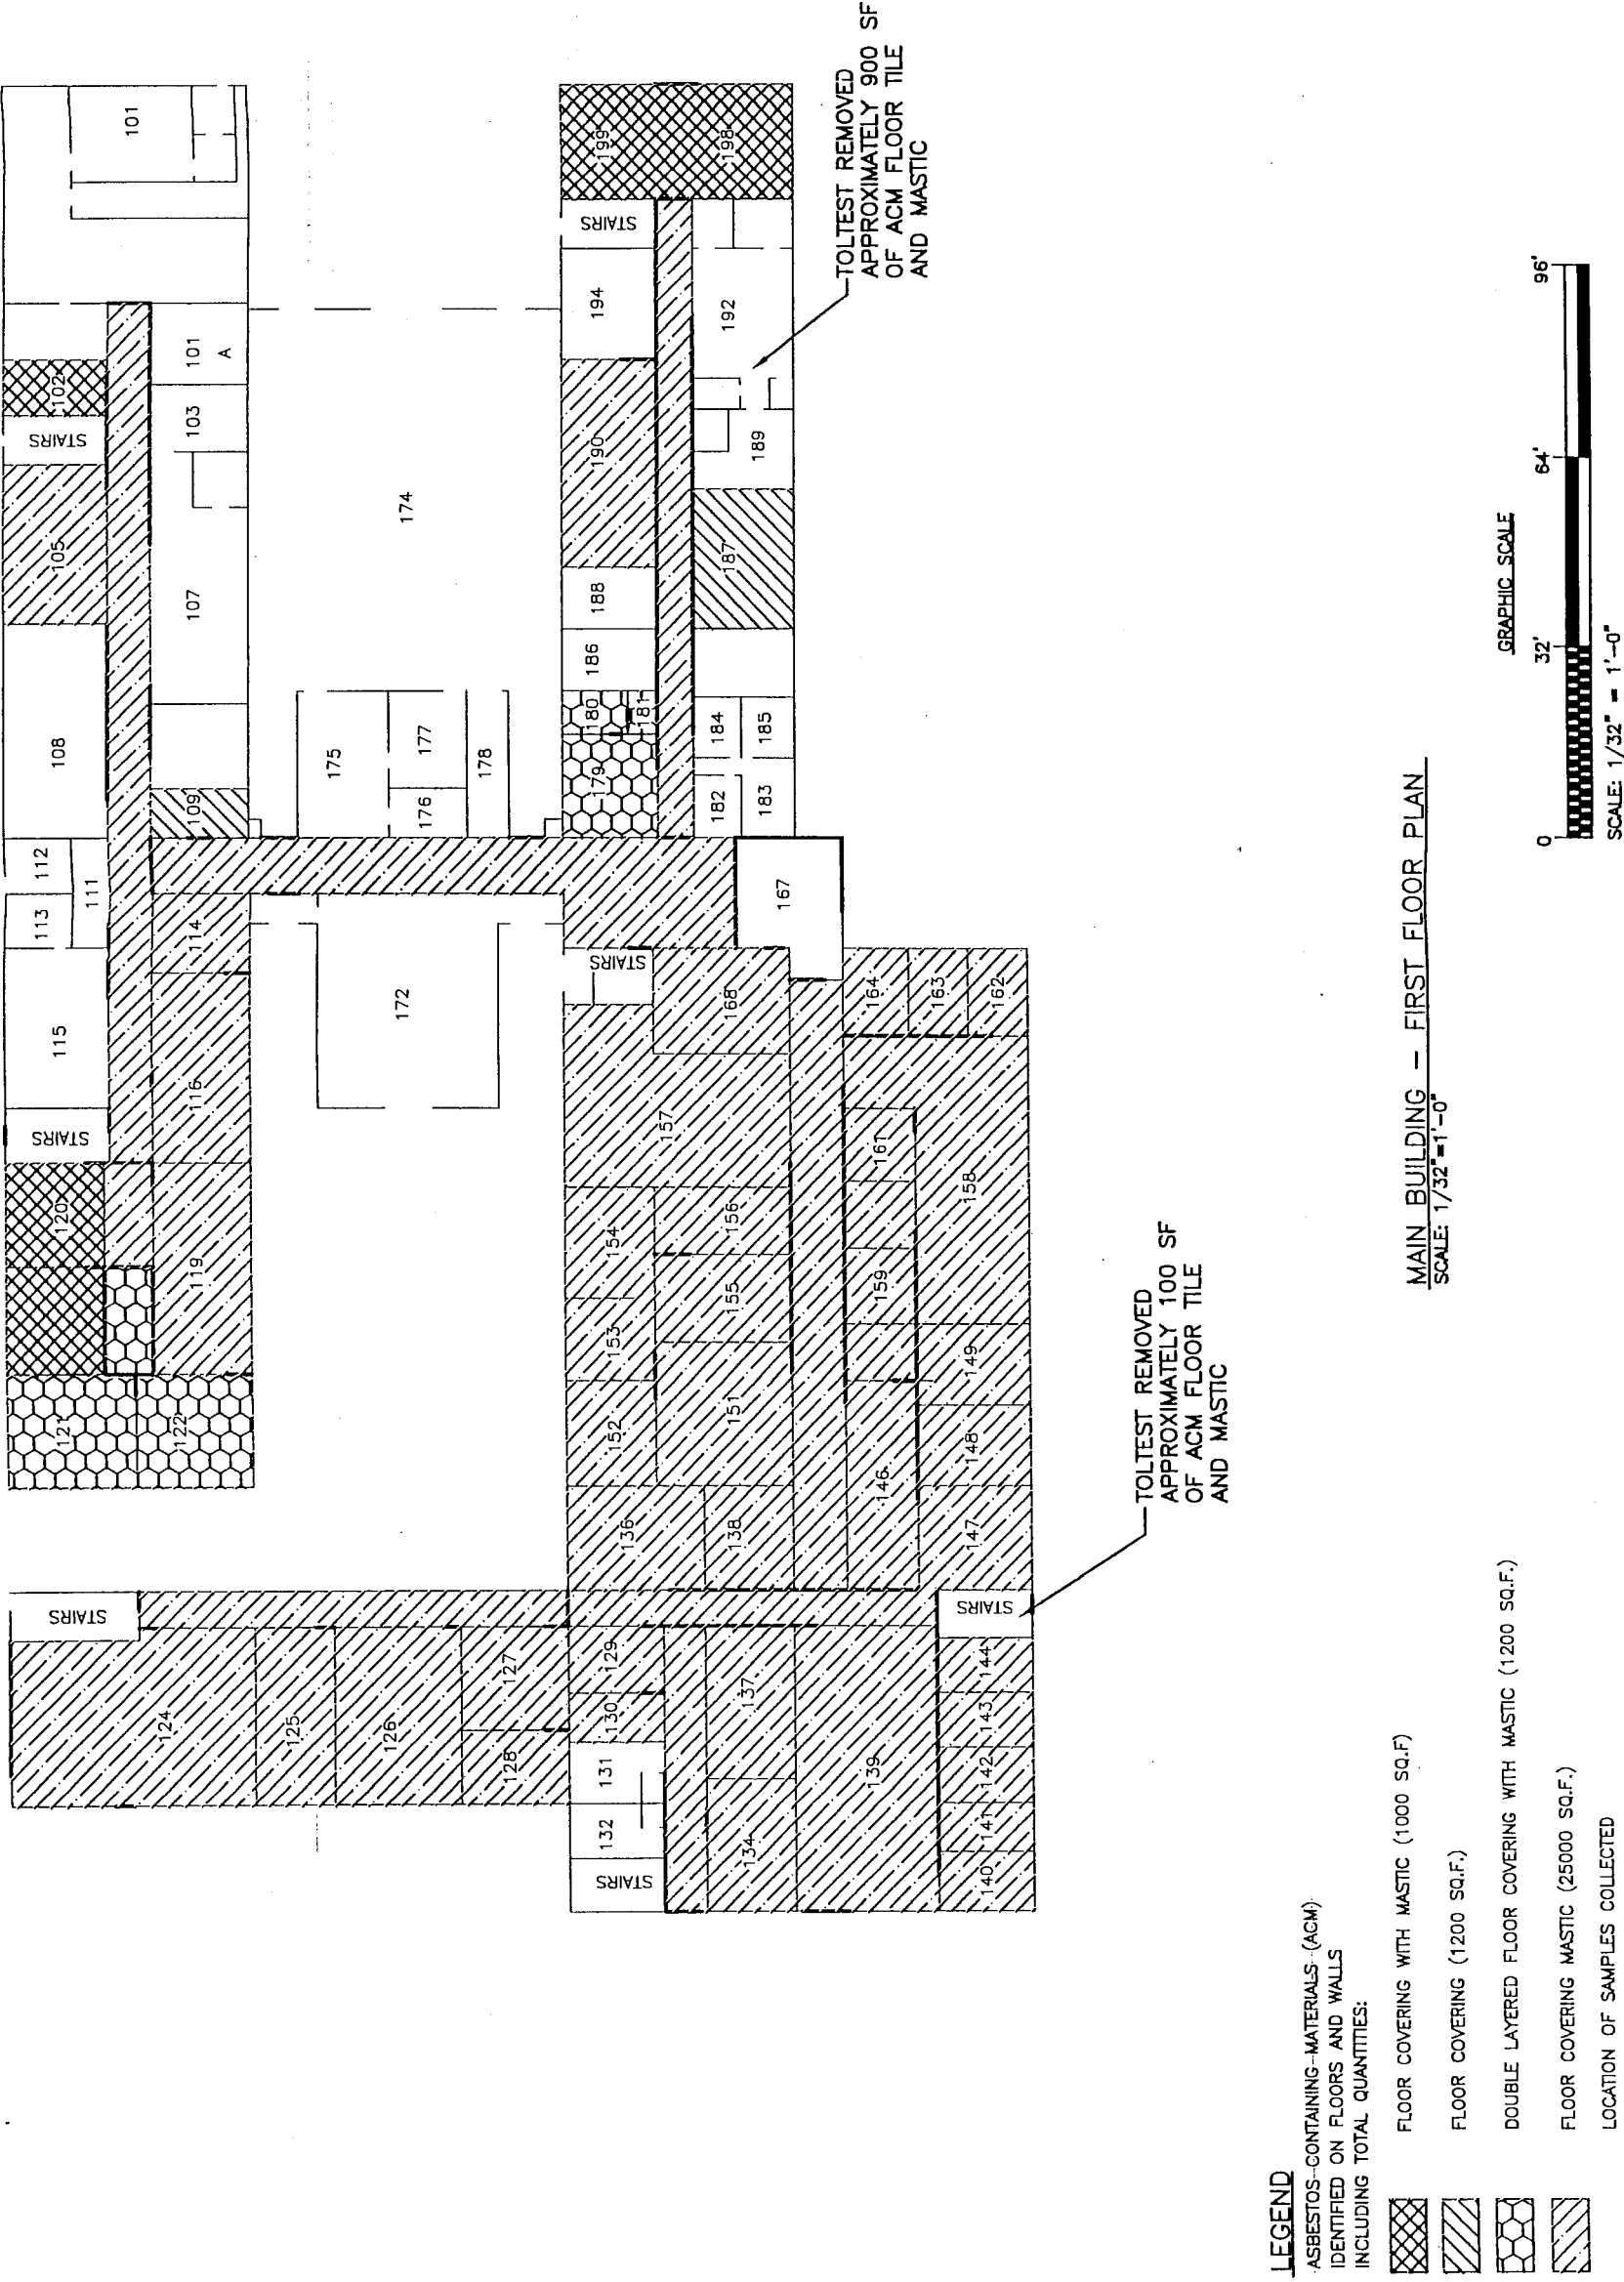 101
102
STAIRS
101
A
103
105
107
108
109
112
113
111
114
115
116
STAIRS
120
119
121
122
174
175
177
176
178
172
199
198
STAIRS
194
192
190
189
187
188
186
180
181
179
184
185
182
183
167
STAIRS
168
164
163
162
157
161
158
154
156
153
155
159
149
152
151
148
146
136
138
147
STAIRS
STAIRS
124
125
126
127
128
129
130
131
132
STAIRS
137
134
139
144
143
142
141
140
TOLTEST REMOVED
APPROXIMATELY 900 SF
OF ACM FLOOR TILE
AND MASTIC
TOLTEST REMOVED
APPROXIMATELY 100 SF
OF ACM FLOOR TILE
AND MASTIC
MAIN BUILDING – FIRST FLOOR PLAN
SCALE: 1/32"=1'-0"
GRAPHIC SCALE
0 32' 64' 96'
SCALE: 1/32" = 1'-0"
LEGEND
ASBESTOS-CONTAINING-MATERIALS (ACM)
IDENTIFIED ON FLOORS AND WALLS
INCLUDING TOTAL QUANTITIES:
FLOOR COVERING WITH MASTIC (1000 SQ.F)
FLOOR COVERING (1200 SQ.F.)
DOUBLE LAYERED FLOOR COVERING WITH MASTIC (1200 SQ.F.)
FLOOR COVERING MASTIC (25000 SQ.F.)
LOCATION OF SAMPLES COLLECTED